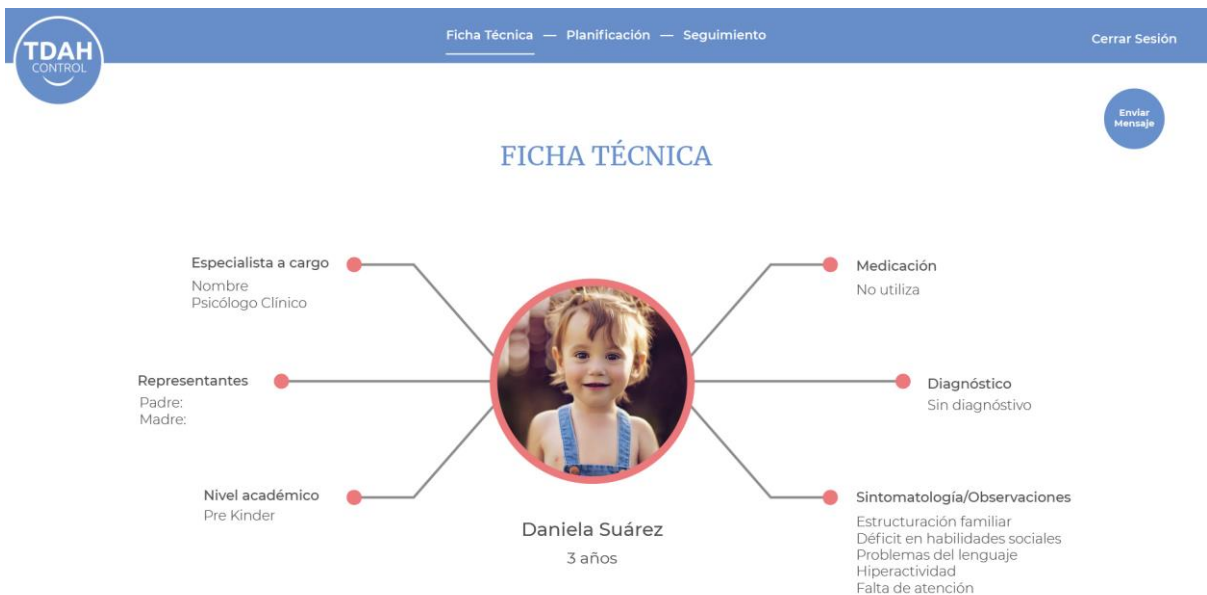 TDAH
CONTROL
Ficha Técnica — Planificación — Seguimiento
Cerrar Sesión
Enviar
Mensaje
FICHA TÉCNICA
Especialista a cargo
Nombre
Psicólogo Clínico
Representantes
Padre:
Madre:
Nivel académico
Pre Kinder
Daniela Suárez
3 años
Medicación
No utiliza
Diagnóstico
Sin diagnóstivo
Sintomatología/Observaciones
Estructuración familiar
Déficit en habilidades sociales
Problemas del lenguaje
Hiperactividad
Falta de atención